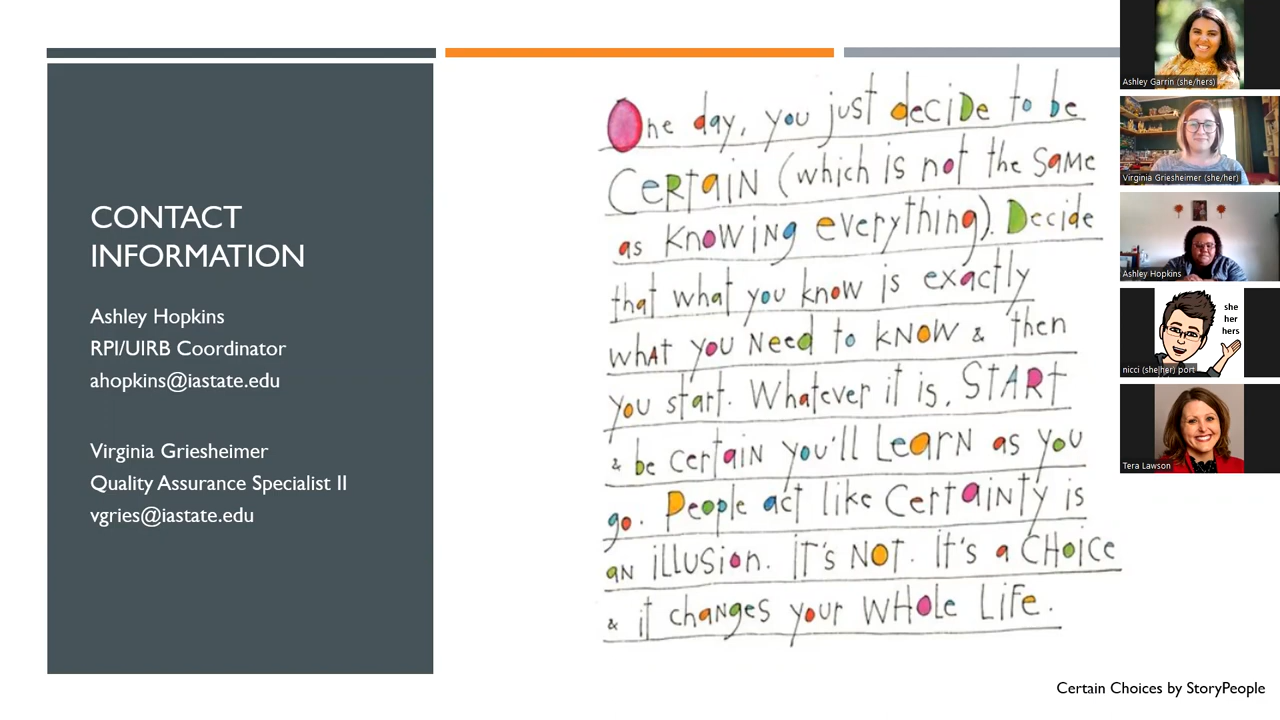 CONTACT
INFORMATION
Ashley Hopkins
RPI/UIRB Coordinator
ahopkins@iastate.edu
Virginia Griesheimer
Quality Assurance Specialist II
vgries@iastate.edu
One day, you just decide to be
CERTAIN (which is not the SAME
as KNOWING everything). Decide
that what you know is exactly
what you Need to KNOW & then
you start. Whatever it is, START
& be certaiN you'll LearN as you
go. People act like CerTaiNTy is
aN iLLUSioN. iT'S NOT. It's a CHOiCe
& it chaNges your WHole LiFe.
Certain Choices by StoryPeople
Ashley Garrin (she/hers)
Virginia Griesheimer (she/her)
Ashley Hopkins
she
her
hers
nicci (she|her) port
Tera Lawson